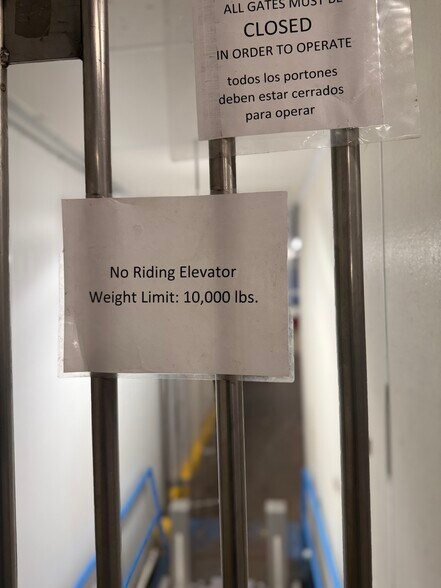 ALL GATES MUST BE
CLOSED
IN ORDER TO OPERATE
todos los portones
deben estar cerrados
para operar
No Riding Elevator
Weight Limit: 10,000 lbs.